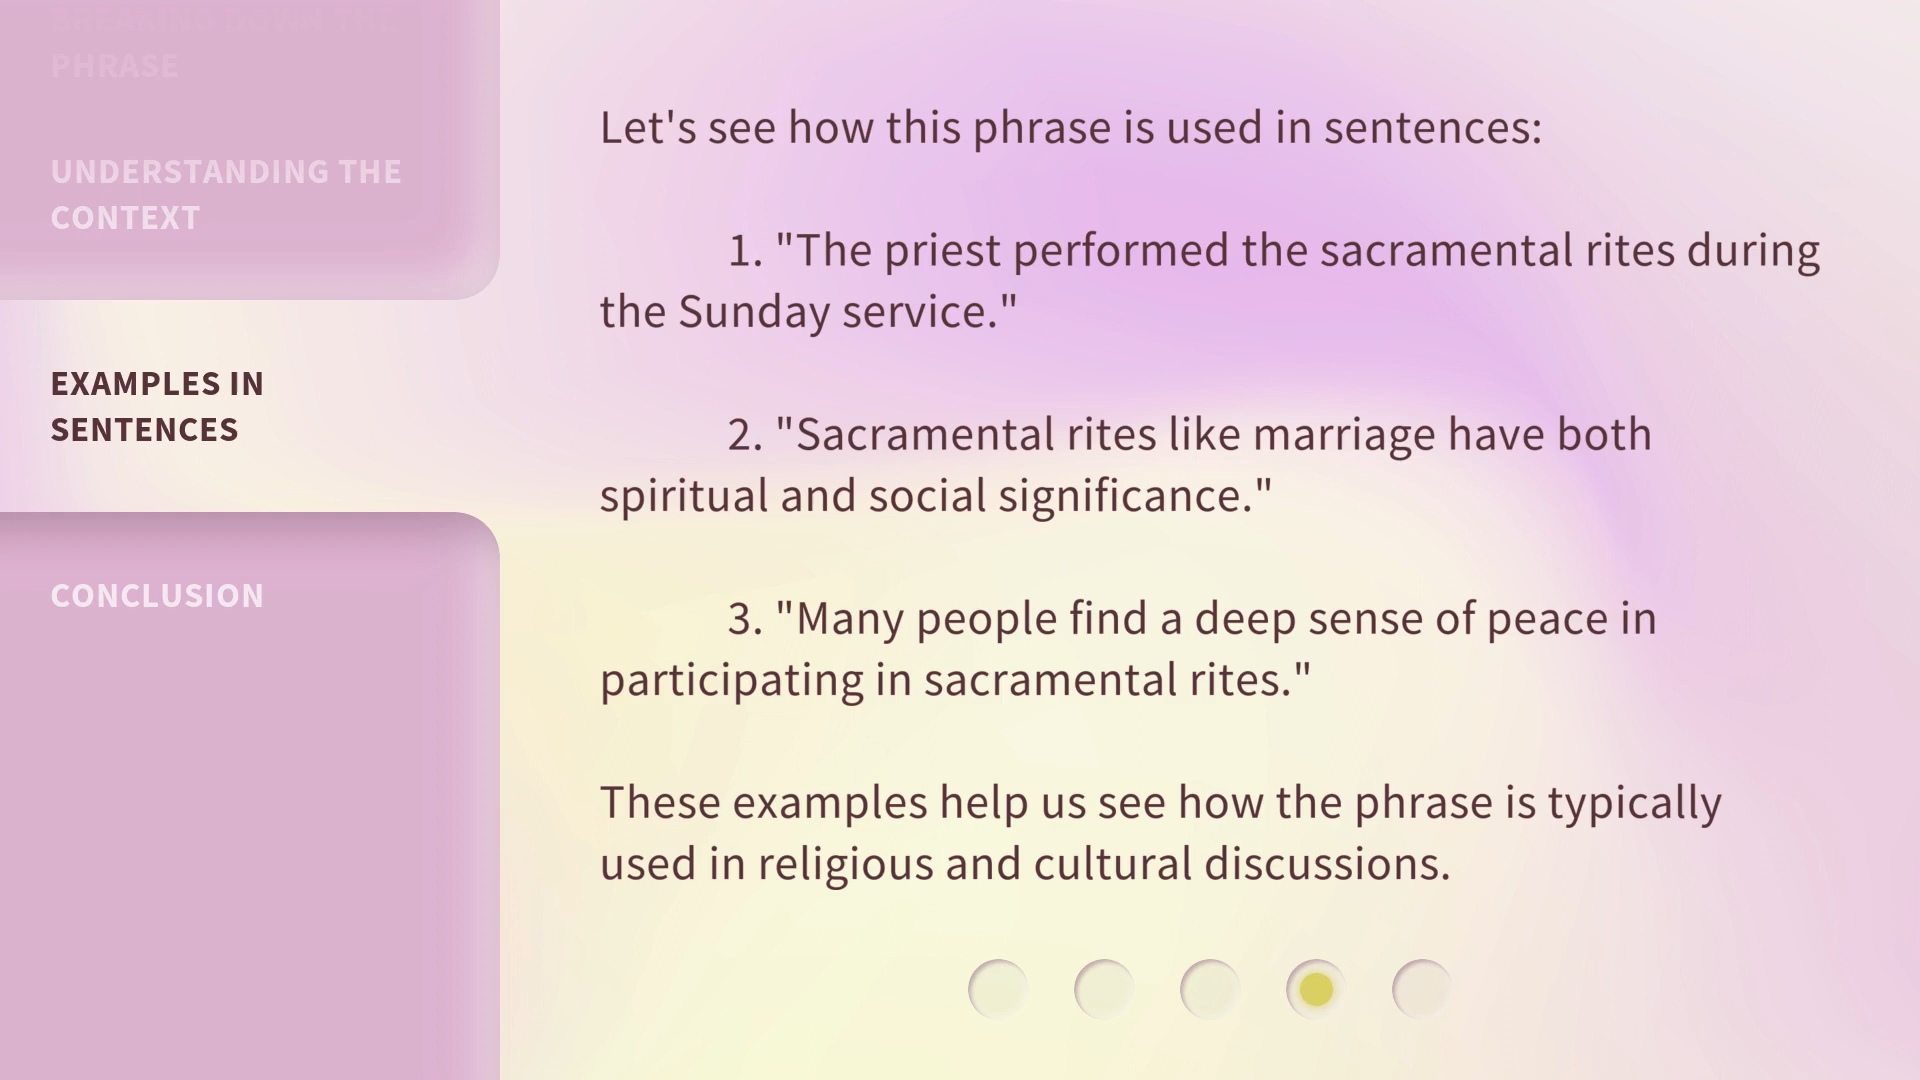 BREAKING DOWN THE
PHRASE
UNDERSTANDING THE
CONTEXT
EXAMPLES IN
SENTENCES
CONCLUSION
Let's see how this phrase is used in sentences:
1. "The priest performed the sacramental rites during
the Sunday service."
2. "Sacramental rites like marriage have both
spiritual and social significance."
3. "Many people find a deep sense of peace in
participating in sacramental rites."
These examples help us see how the phrase is typically
used in religious and cultural discussions.